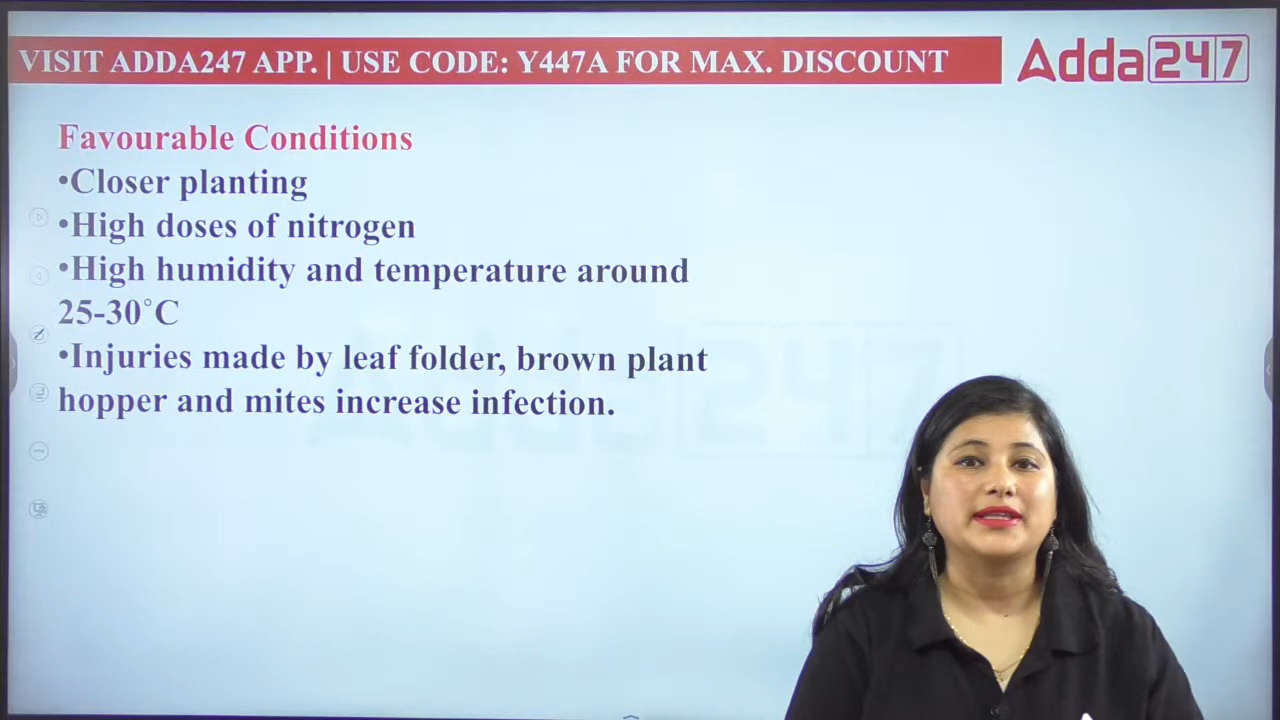 VISIT ADDA247 APP. | USE CODE: Y447A FOR MAX. DISCOUNT
Adda247
Favourable Conditions
•Closer planting
•High doses of nitrogen
•High humidity and temperature around
25-30°C
•Injuries made by leaf folder, brown plant
hopper and mites increase infection.
Adda247